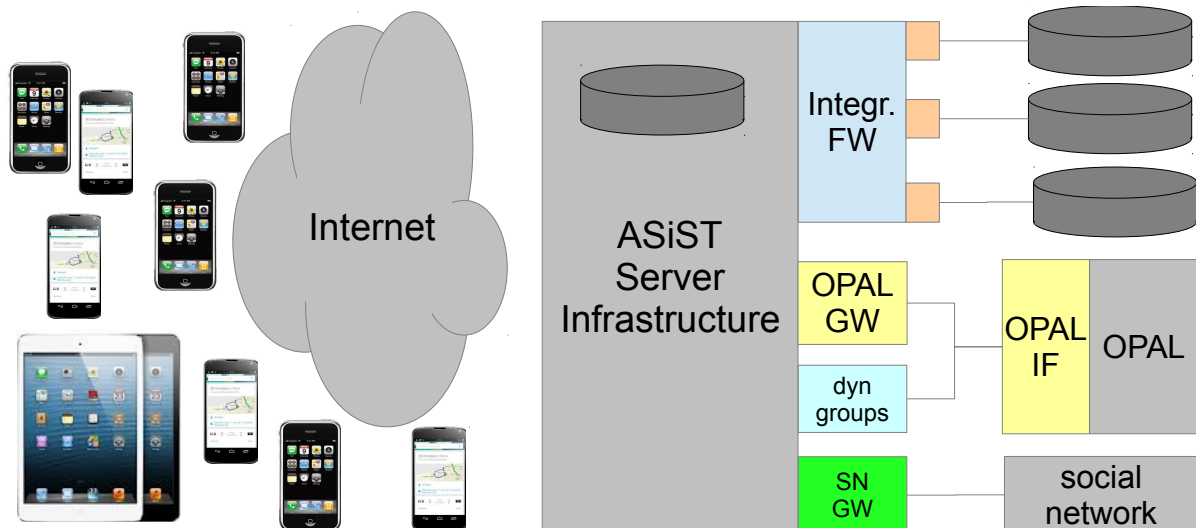 Internet
ASiST
Server
Infrastructure
Integr.
FW
OPAL
GW
dyn
groups
SN
GW
OPAL
IF
OPAL
social
network